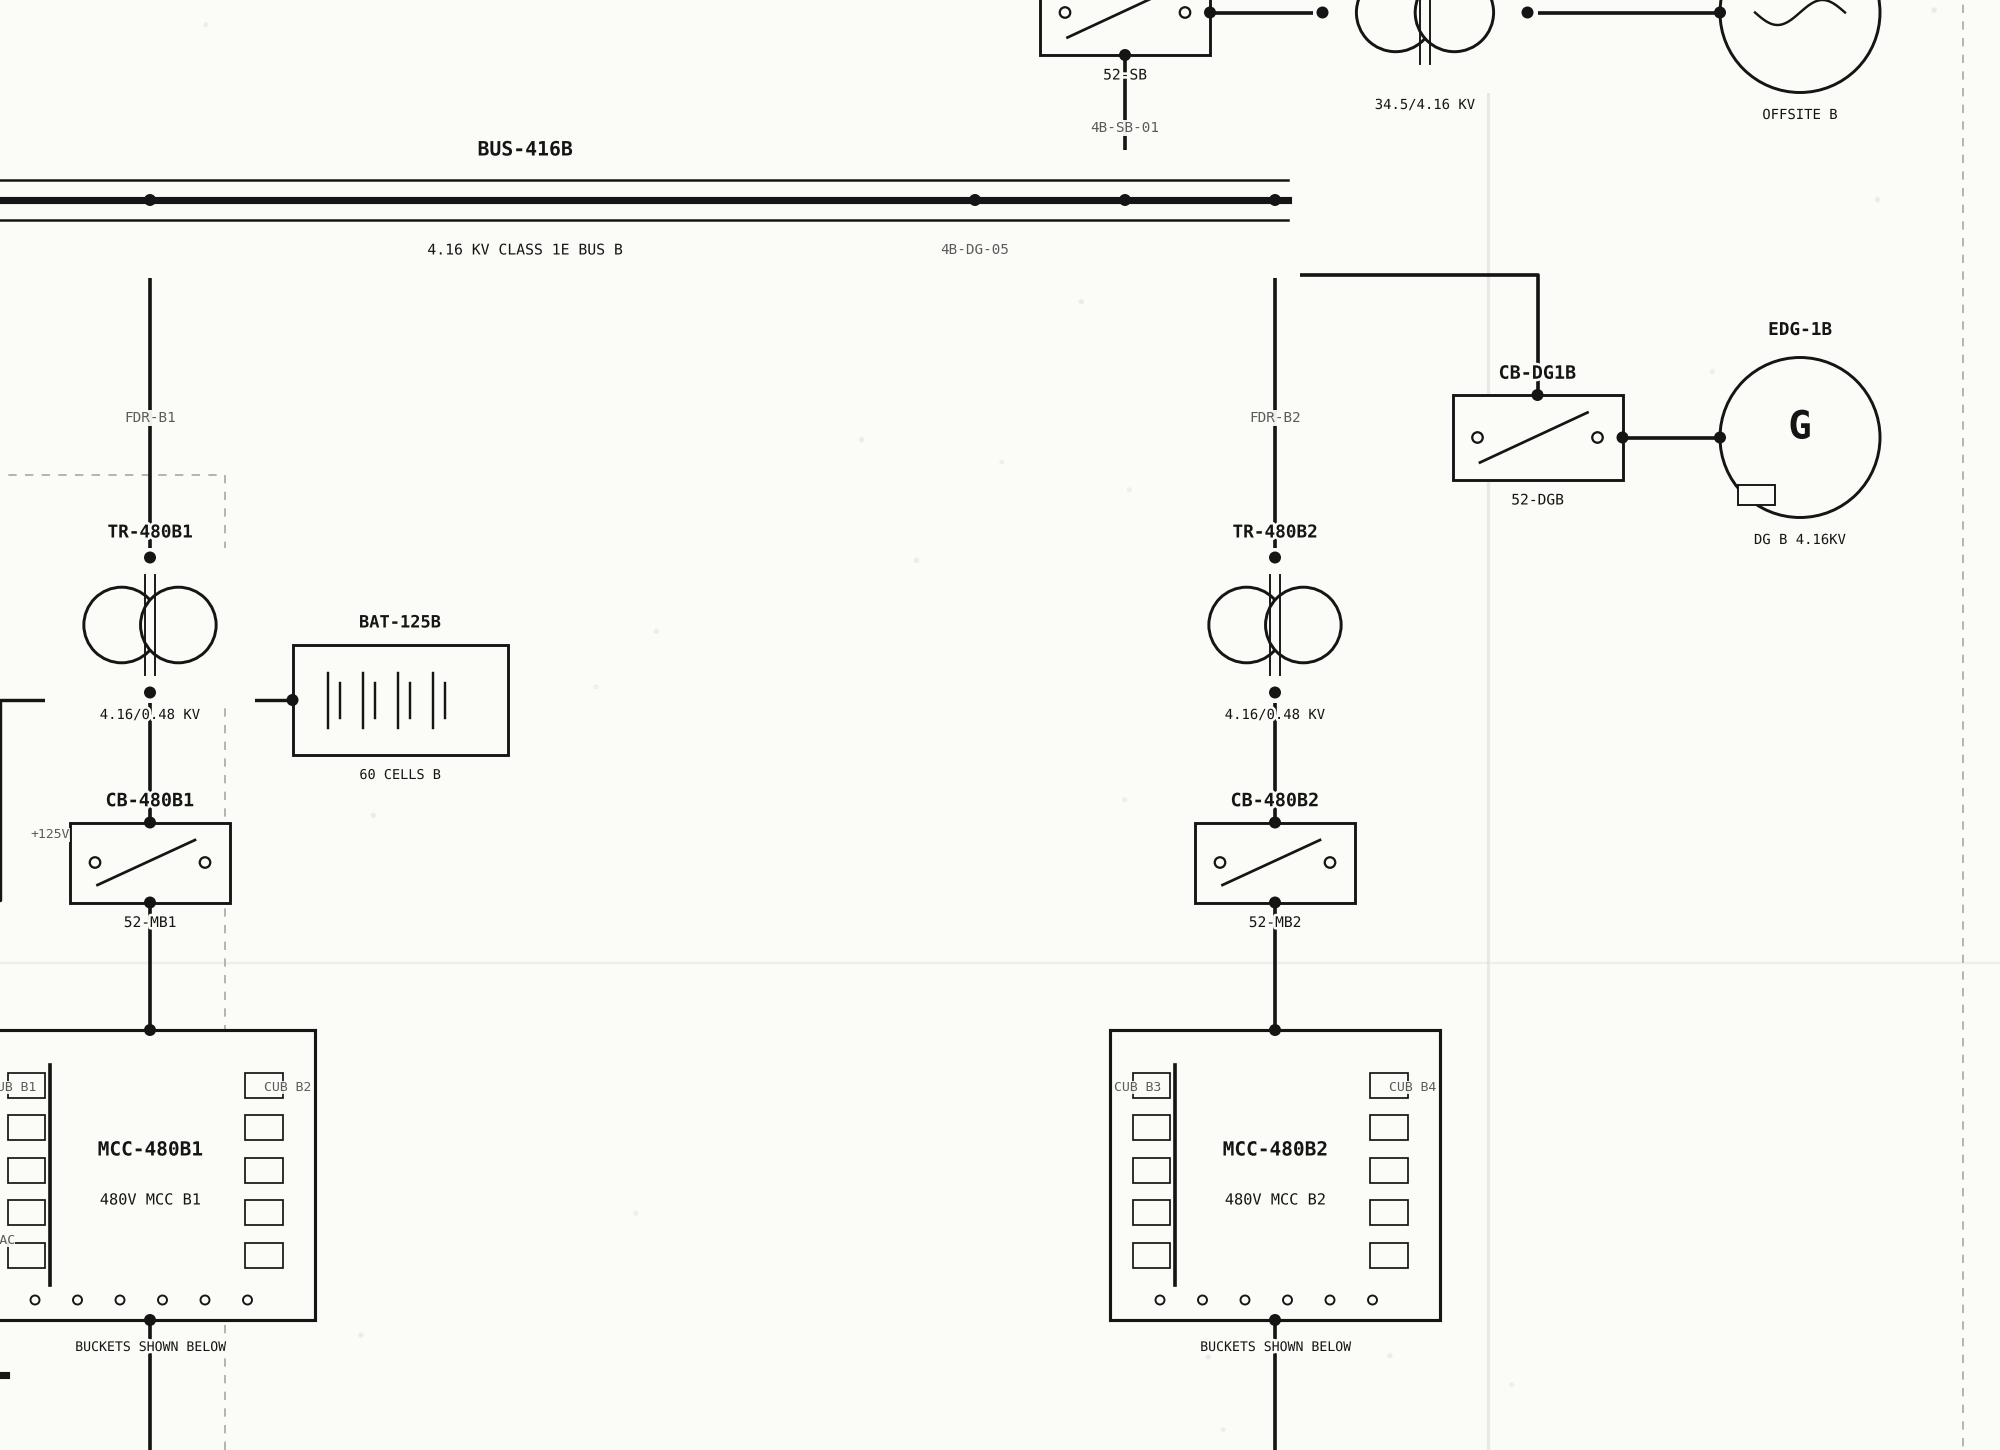 52-SB
34.5/4.16 KV
OFFSITE B
4B-SB-01
BUS-416B
4.16 KV CLASS 1E BUS B
4B-DG-05
EDG-1B
CB-DG1B
FDR-B1
FDR-B2
G
52-DGB
TR-480B1
TR-480B2
DG B 4.16KV
BAT-125B
4.16/0.48 KV
4.16/0.48 KV
60 CELLS B
CB-480B1
CB-480B2
+125V
52-MB1
52-MB2
UB B1
CUB B2
CUB B3
CUB B4
MCC-480B1
MCC-480B2
480V MCC B1
480V MCC B2
AC
BUCKETS SHOWN BELOW
BUCKETS SHOWN BELOW